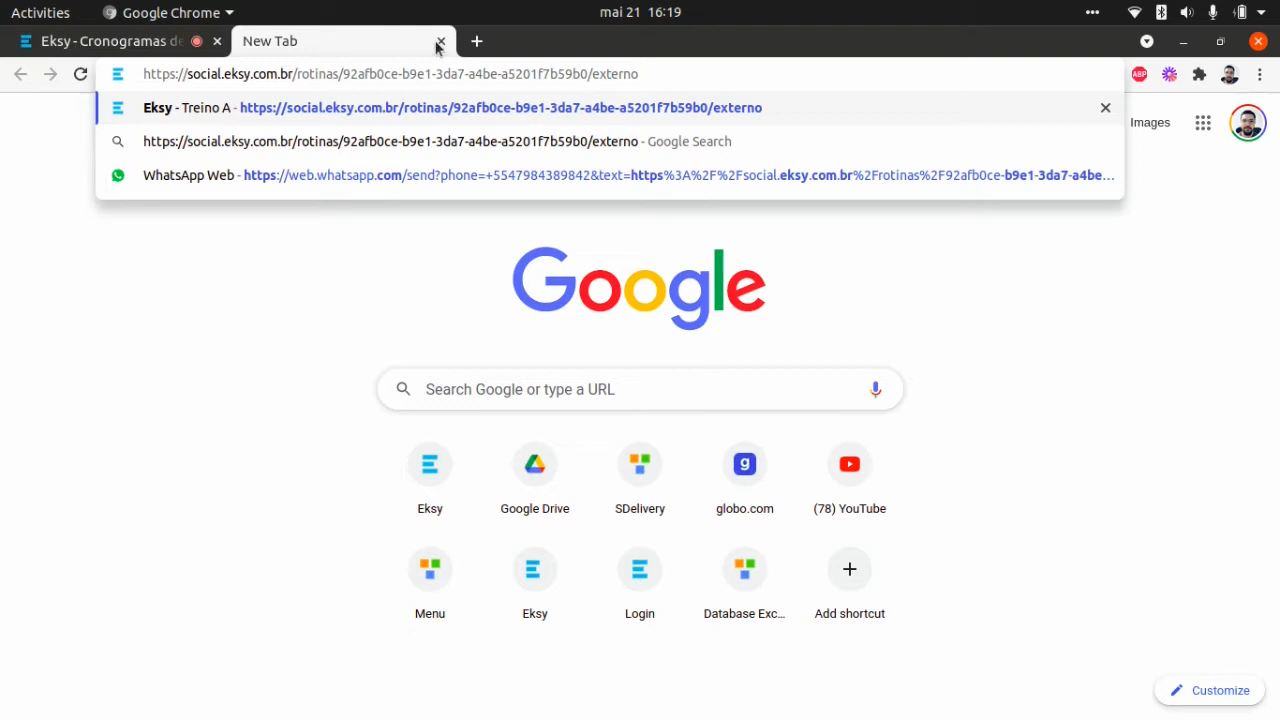 Activities Google Chrome mai 21 16:19
Eksy - Cronogramas de New Tab
https://social.eksy.com.br/rotinas/92afb0ce-b9e1-3da7-a4be-a5201f7b59b0/externo
ABP
Eksy - Treino A - https://social.eksy.com.br/rotinas/92afb0ce-b9e1-3da7-a4be-a5201f7b59b0/externo
Images
https://social.eksy.com.br/rotinas/92afb0ce-b9e1-3da7-a4be-a5201f7b59b0/externo - Google Search
WhatsApp Web - https://web.whatsapp.com/send?phone=+5547984389842&text=https%3A%2F%2Fsocial.eksy.com.br%2Frotinas%2F92afb0ce-b9e1-3da7-a4be...
Google
Search Google or type a URL
g
Eksy Google Drive SDelivery globo.com (78) YouTube
Menu Eksy Login Database Exc... Add shortcut
Customize